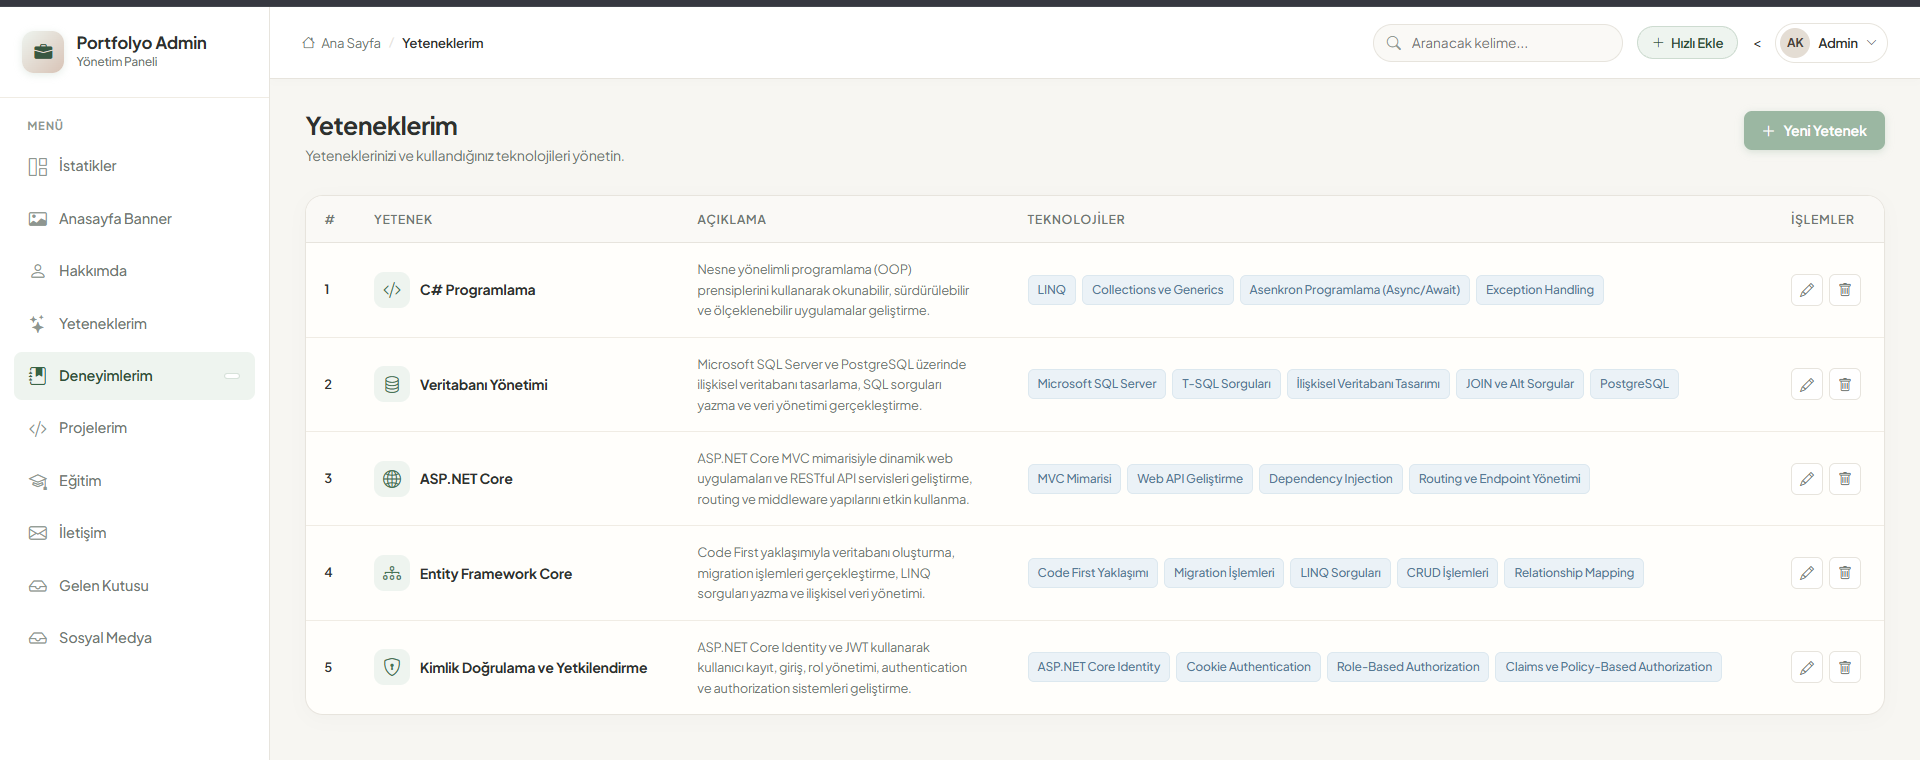 Portfolyo Admin
Yönetim Paneli
Ana Sayfa / Yeteneklerim
Aranacak kelime...
+ Hızlı Ekle
<
AK Admin
MENÜ
İstatikler
Anasayfa Banner
Hakkımda
Yeteneklerim
Deneyimlerim
Projelerim
Eğitim
İletişim
Gelen Kutusu
Sosyal Medya
Yeteneklerim
Yeteneklerinizi ve kullandığınız teknolojileri yönetin.
+ Yeni Yetenek
# YETENEK AÇIKLAMA TEKNOLOJİLER İŞLEMLER
1 C# Programlama
Nesne yönelimli programlama (OOP)
prensiplerini kullanarak okunabilir, sürdürülebilir
ve ölçeklenebilir uygulamalar geliştirme.
LINQ Collections ve Generics Asenkron Programlama (Async/Await) Exception Handling
2 Veritabanı Yönetimi
Microsoft SQL Server ve PostgreSQL üzerinde
ilişkisel veritabanı tasarlama, SQL sorguları
yazma ve veri yönetimi gerçekleştirme.
Microsoft SQL Server T-SQL Sorguları İlişkisel Veritabanı Tasarımı JOIN ve Alt Sorgular PostgreSQL
3 ASP.NET Core
ASP.NET Core MVC mimarisiyle dinamik web
uygulamaları ve RESTful API servisleri geliştirme,
routing ve middleware yapılarını etkin kullanma.
MVC Mimarisi Web API Geliştirme Dependency Injection Routing ve Endpoint Yönetimi
4 Entity Framework Core
Code First yaklaşımıyla veritabanı oluşturma,
migration işlemleri gerçekleştirme, LINQ
sorguları yazma ve ilişkisel veri yönetimi.
Code First Yaklaşımı Migration İşlemleri LINQ Sorguları CRUD İşlemleri Relationship Mapping
5 Kimlik Doğrulama ve Yetkilendirme
ASP.NET Core Identity ve JWT kullanarak
kullanıcı kayıt, giriş, rol yönetimi, authentication
ve authorization sistemleri geliştirme.
ASP.NET Core Identity Cookie Authentication Role-Based Authorization Claims ve Policy-Based Authorization